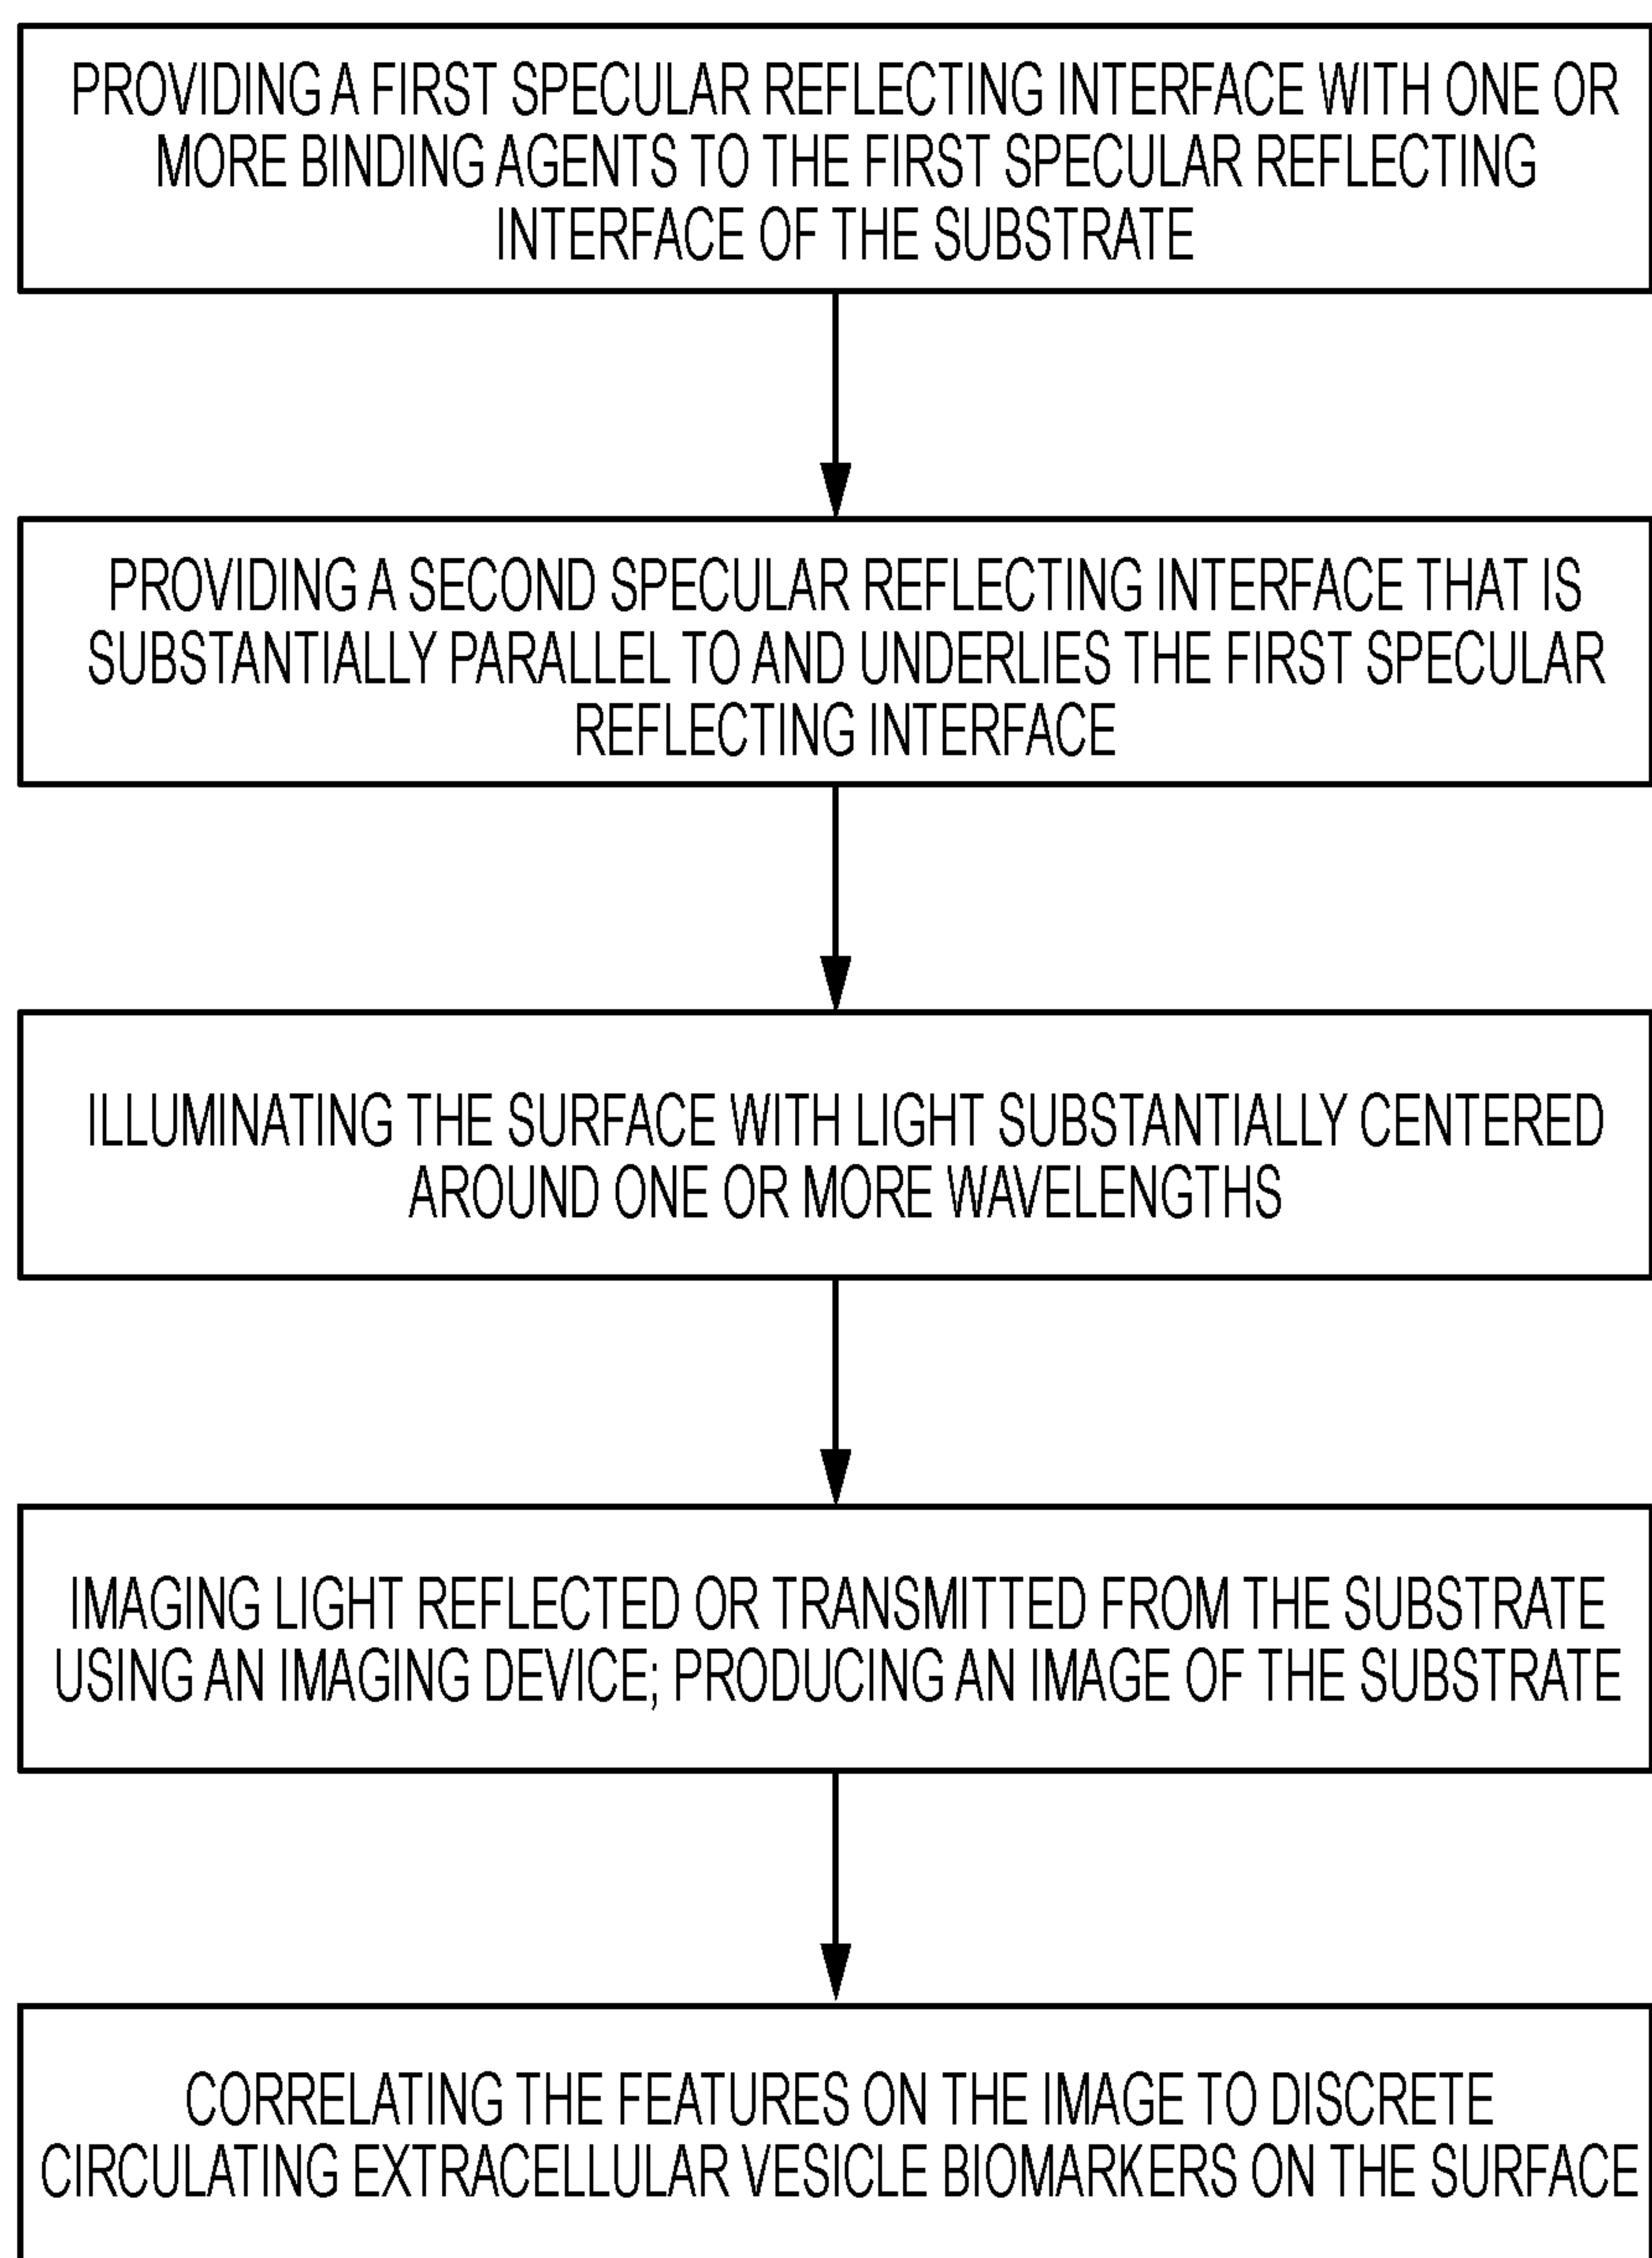 PROVIDING A FIRST SPECULAR REFLECTING INTERFACE WITH ONE OR
MORE BINDING AGENTS TO THE FIRST SPECULAR REFLECTING
INTERFACE OF THE SUBSTRATE
PROVIDING A SECOND SPECULAR REFLECTING INTERFACE THAT IS
SUBSTANTIALLY PARALLEL TO AND UNDERLIES THE FIRST SPECULAR
REFLECTING INTERFACE
ILLUMINATING THE SURFACE WITH LIGHT SUBSTANTIALLY CENTERED
AROUND ONE OR MORE WAVELENGTHS
IMAGING LIGHT REFLECTED OR TRANSMITTED FROM THE SUBSTRATE
USING AN IMAGING DEVICE; PRODUCING AN IMAGE OF THE SUBSTRATE
CORRELATING THE FEATURES ON THE IMAGE TO DISCRETE
CIRCULATING EXTRACELLULAR VESICLE BIOMARKERS ON THE SURFACE